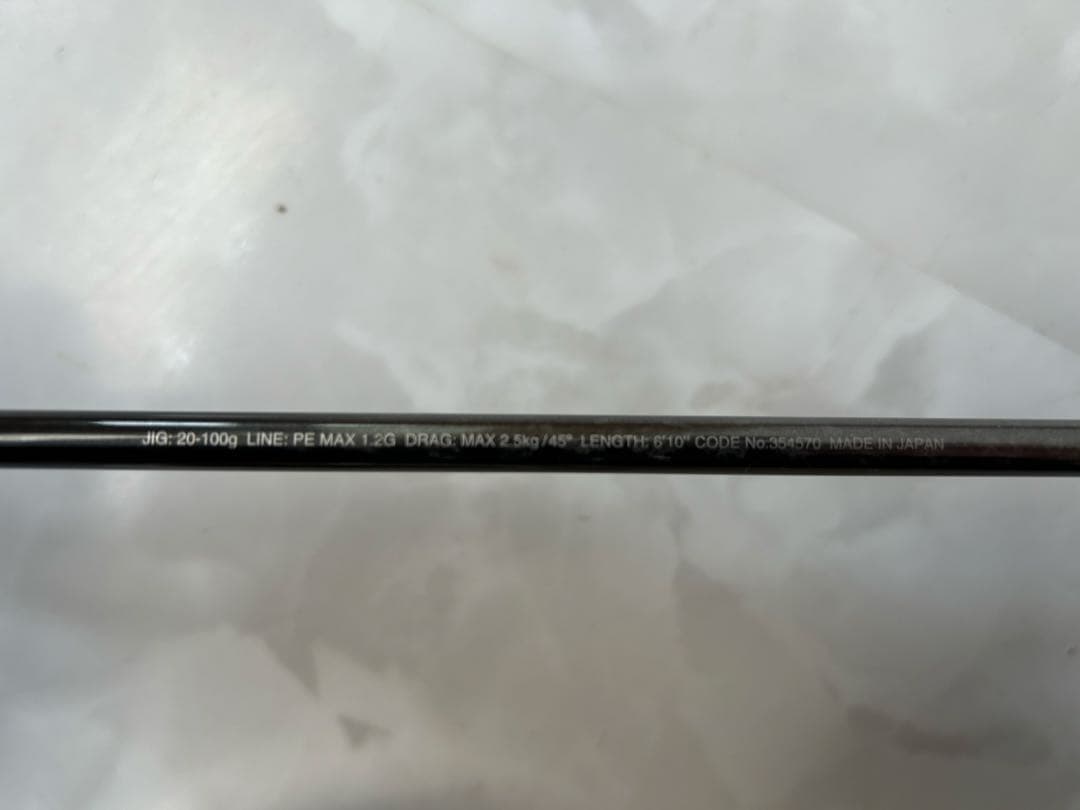 JIG: 20-100g LINE: PE MAX 1.2G DRAG: MAX 2.5kg/45° LENGTH: 6'10" CODE No.354570 MADE IN JAPAN